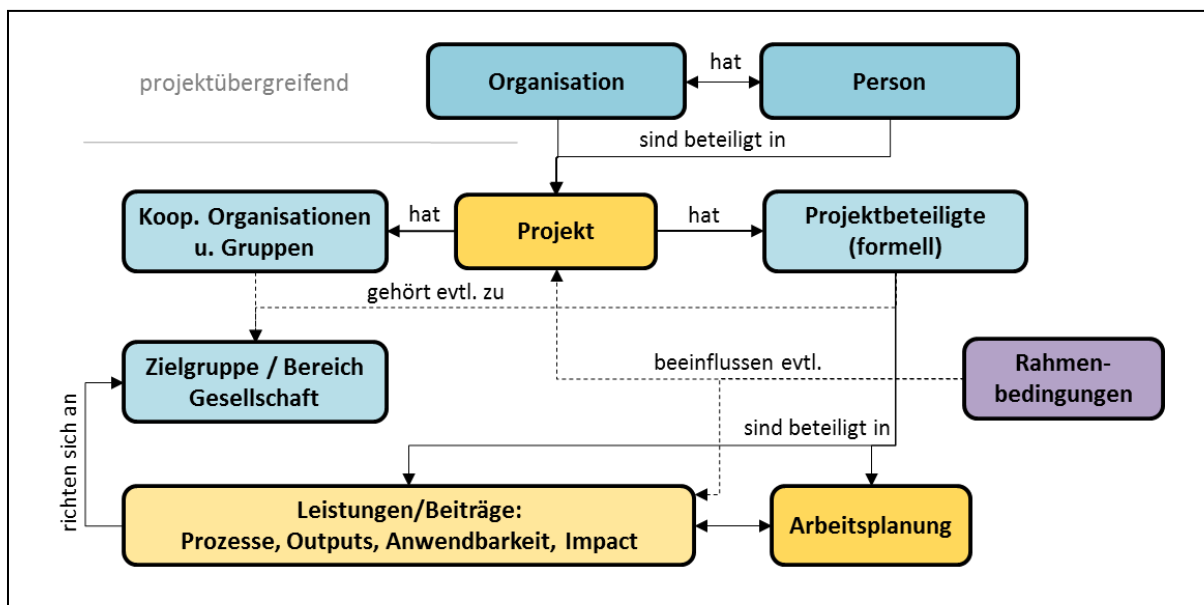 projektübergreifend
Organisation
hat
Person
sind beteiligt in
Koop. Organisationen
u. Gruppen
hat
Projekt
hat
Projektbeteiligte
(formell)
gehört evtl. zu
Zielgruppe / Bereich
Gesellschaft
beeinflussen evtl.
Rahmen-
bedingungen
richten sich an
sind beteiligt in
Leistungen/Beiträge:
Prozesse, Outputs, Anwendbarkeit, Impact
Arbeitsplanung